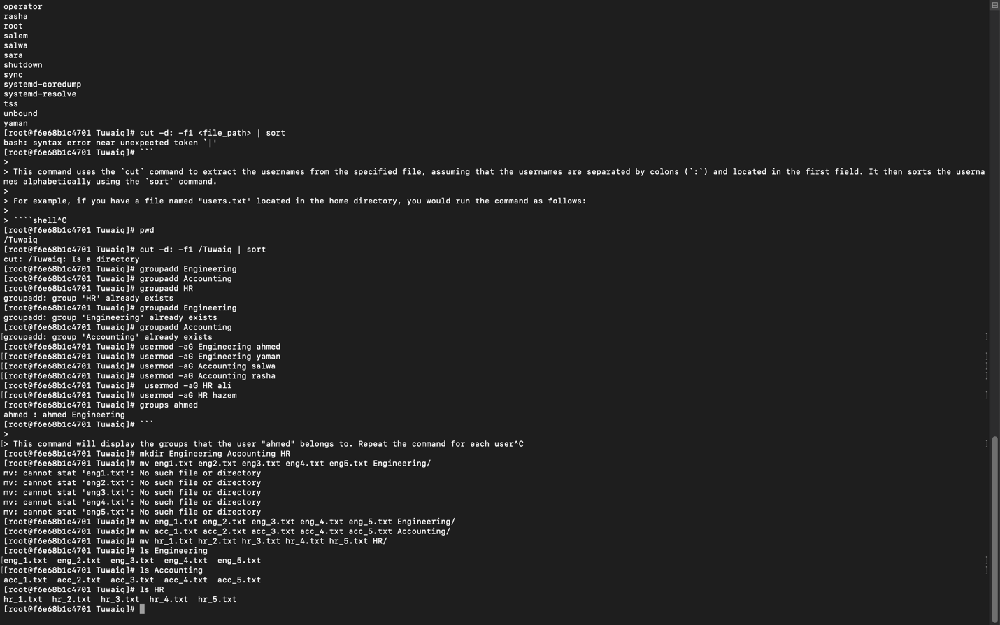 operator
rasha
root
salem
salwa
sara
shutdown
sync
systemd-coredump
systemd-resolve
tss
unbound
yaman
[root@f6e68b1c4701 Tuwaiq]# cut -d: -f1 <file_path> | sort
bash: syntax error near unexpected token `|'
[root@f6e68b1c4701 Tuwaiq]# ```
>
> This command uses the `cut` command to extract the usernames from the specified file, assuming that the usernames are separated by colons (`:`) and located in the first field. It then sorts the userna
mes alphabetically using the `sort` command.
>
> For example, if you have a file named "users.txt" located in the home directory, you would run the command as follows:
>
> ````shell^C
[root@f6e68b1c4701 Tuwaiq]# pwd
/Tuwaiq
[root@f6e68b1c4701 Tuwaiq]# cut -d: -f1 /Tuwaiq | sort
cut: /Tuwaiq: Is a directory
[root@f6e68b1c4701 Tuwaiq]# groupadd Engineering
[root@f6e68b1c4701 Tuwaiq]# groupadd Accounting
[root@f6e68b1c4701 Tuwaiq]# groupadd HR
groupadd: group 'HR' already exists
[root@f6e68b1c4701 Tuwaiq]# groupadd Engineering
groupadd: group 'Engineering' already exists
[root@f6e68b1c4701 Tuwaiq]# groupadd Accounting
[groupadd: group 'Accounting' already exists ]
[root@f6e68b1c4701 Tuwaiq]# usermod -aG Engineering ahmed
[[root@f6e68b1c4701 Tuwaiq]# usermod -aG Engineering yaman ]
[[root@f6e68b1c4701 Tuwaiq]# usermod -aG Accounting salwa ]
[[root@f6e68b1c4701 Tuwaiq]# usermod -aG Accounting rasha ]
[root@f6e68b1c4701 Tuwaiq]#  usermod -aG HR ali
[[root@f6e68b1c4701 Tuwaiq]# usermod -aG HR hazem ]
[root@f6e68b1c4701 Tuwaiq]# groups ahmed
ahmed : ahmed Engineering
[root@f6e68b1c4701 Tuwaiq]# ```
>
[> This command will display the groups that the user "ahmed" belongs to. Repeat the command for each user^C ]
[root@f6e68b1c4701 Tuwaiq]# mkdir Engineering Accounting HR
[root@f6e68b1c4701 Tuwaiq]# mv eng1.txt eng2.txt eng3.txt eng4.txt eng5.txt Engineering/
mv: cannot stat 'eng1.txt': No such file or directory
mv: cannot stat 'eng2.txt': No such file or directory
mv: cannot stat 'eng3.txt': No such file or directory
mv: cannot stat 'eng4.txt': No such file or directory
mv: cannot stat 'eng5.txt': No such file or directory
[root@f6e68b1c4701 Tuwaiq]# mv eng_1.txt eng_2.txt eng_3.txt eng_4.txt eng_5.txt Engineering/
[root@f6e68b1c4701 Tuwaiq]# mv acc_1.txt acc_2.txt acc_3.txt acc_4.txt acc_5.txt Accounting/
[root@f6e68b1c4701 Tuwaiq]# mv hr_1.txt hr_2.txt hr_3.txt hr_4.txt hr_5.txt HR/
[root@f6e68b1c4701 Tuwaiq]# ls Engineering
[eng_1.txt  eng_2.txt  eng_3.txt  eng_4.txt  eng_5.txt ]
[[root@f6e68b1c4701 Tuwaiq]# ls Accounting ]
acc_1.txt  acc_2.txt  acc_3.txt  acc_4.txt  acc_5.txt
[root@f6e68b1c4701 Tuwaiq]# ls HR
hr_1.txt  hr_2.txt  hr_3.txt  hr_4.txt  hr_5.txt
[root@f6e68b1c4701 Tuwaiq]#